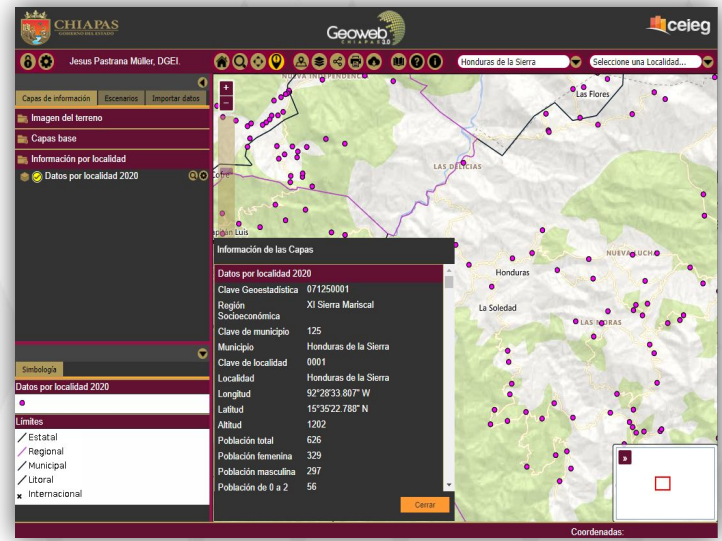 CHIAPAS
GOBIERNO DEL ESTADO
Geoweb
CHIAPAS 2.0
ceieg
Jesus Pastrana Müller, DGEI.
Honduras de la Sierra
Seleccione una Localidad...
Capas de información
Escenarios
Importar datos
Imagen del terreno
Capas base
Información por localidad
Datos por localidad 2020
Simbología
Datos por localidad 2020
Límites
Estatal
Regional
Municipal
Litoral
Internacional
NUEVA INDEPENDENC
Las Flores
LAS DELICIAS
Luis
Honduras
NUEVA LUCHA
La Soledad
LAS MORAS
Información de las Capas
Datos por localidad 2020
Clave Geoestadística 071250001
Región XI Sierra Mariscal
Socioeconómica
Clave de municipio 125
Municipio Honduras de la Sierra
Clave de localidad 0001
Localidad Honduras de la Sierra
Longitud 92°28'33.807" W
Latitud 15°35'22.788" N
Altitud 1202
Población total 626
Población femenina 329
Población masculina 297
Población de 0 a 2 56
Cerrar
Coordenadas: